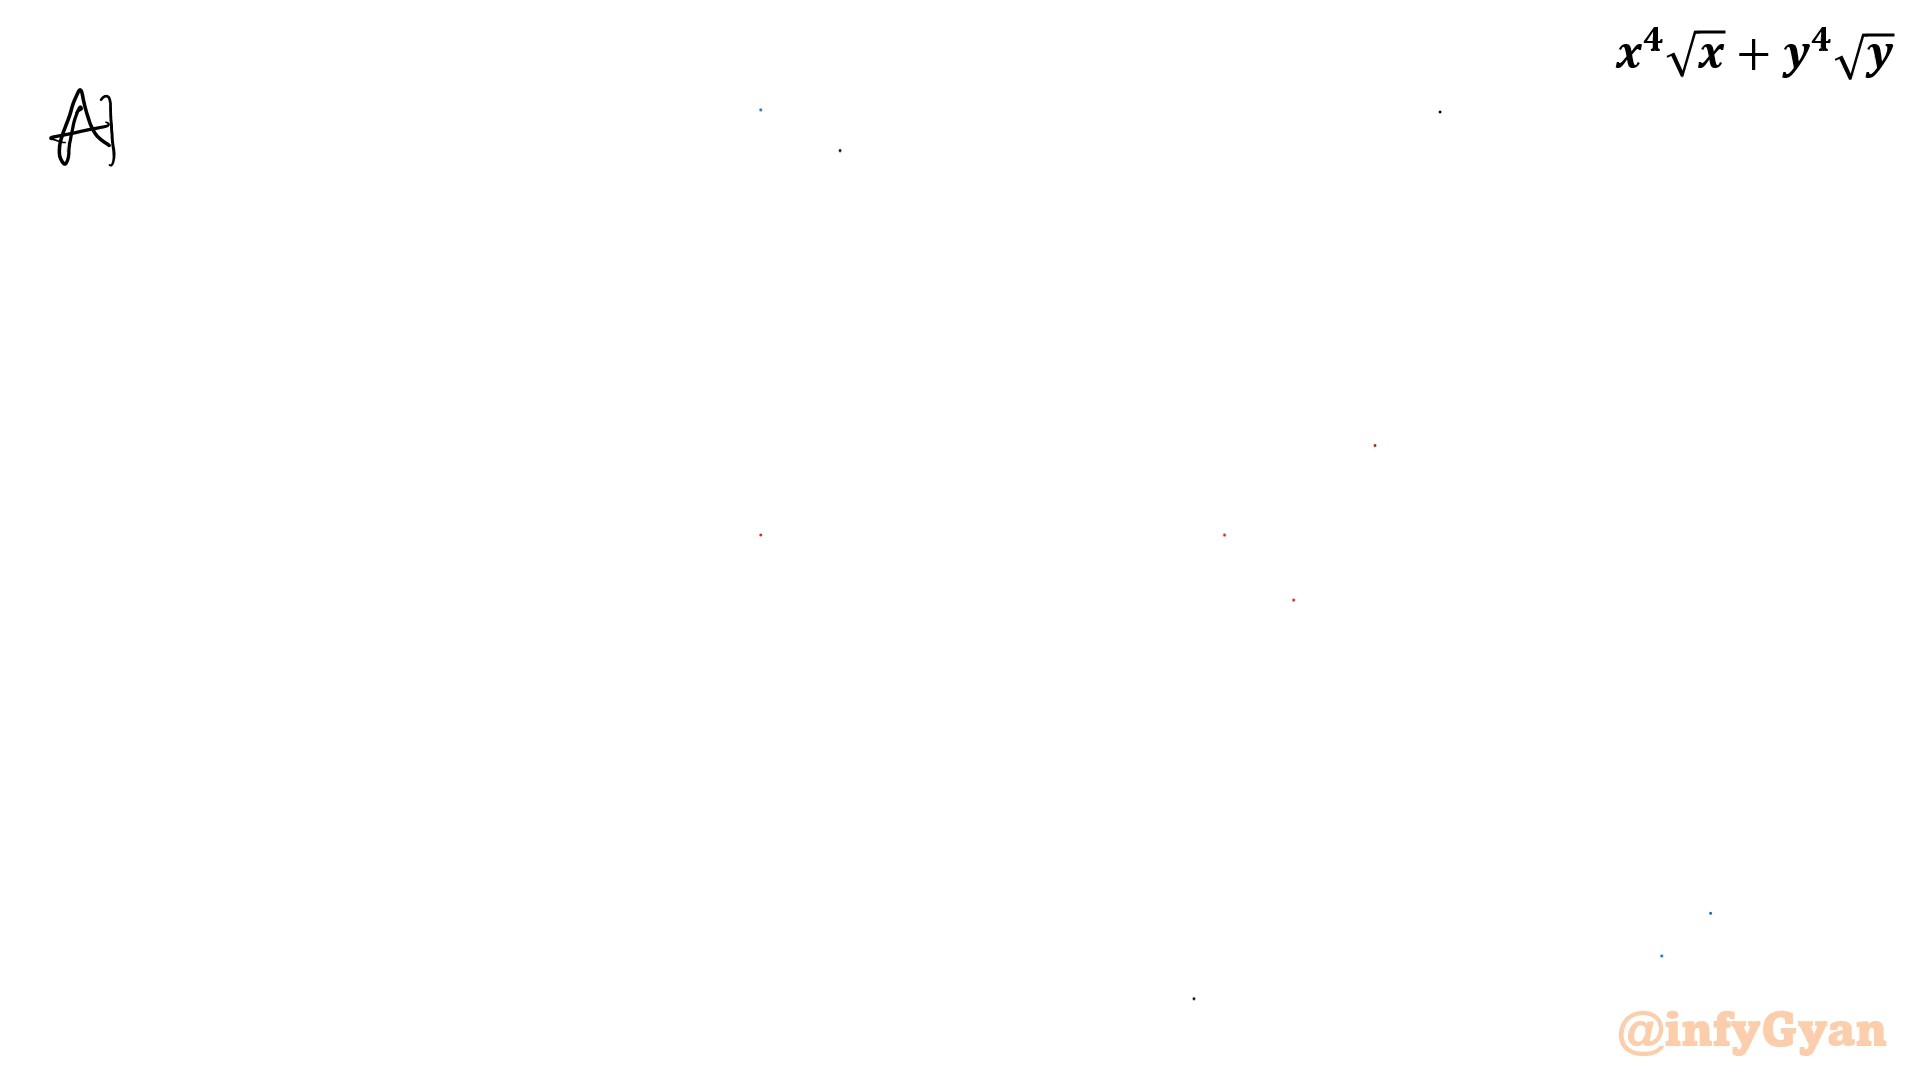 x⁴√x + y⁴√y
A
@infyGyan